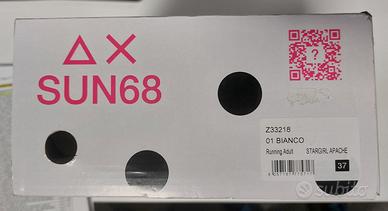 SUN68
?
Z33218
01 BIANCO
Running Adult STARGIRL APACHE
37
subito